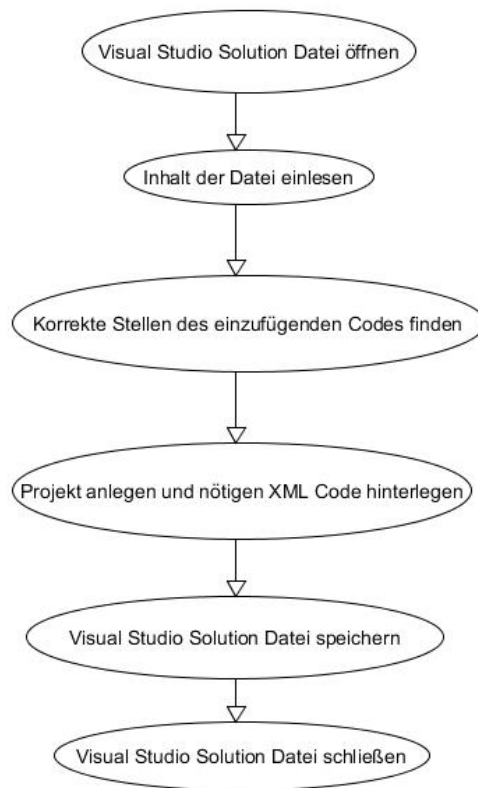 Visual Studio Solution Datei öffnen
Inhalt der Datei einlesen
Korrekte Stellen des einzufügenden Codes finden
Projekt anlegen und nötigen XML Code hinterlegen
Visual Studio Solution Datei speichern
Visual Studio Solution Datei schließen